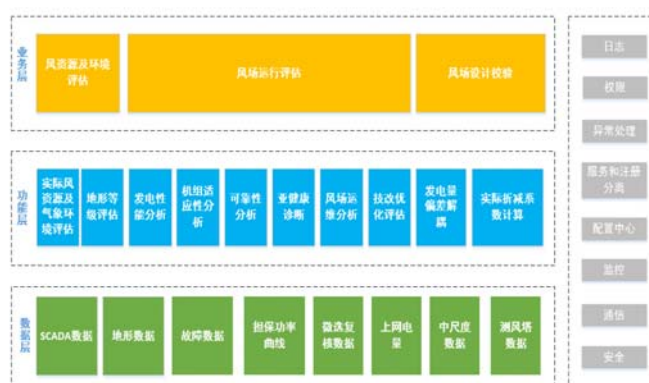 业务层
风资源及环境
评估
风场运行评估
风场设计校验
功能层
实际风
资源及
气象环
境评估
地形等
级评估
发电性
能分析
机组适
应性分
析
可靠性
分析
亚健康
诊断
风场运
维分析
技改优
化评估
发电量
偏差解
耦
实际折减系
数计算
数据层
SCADA数据
地形数据
故障数据
担保功率
曲线
微选复
核数据
上网电
量
中尺度
数据
测风塔
数据
日志
权限
异常处理
服务和注册
分离
配置中心
监控
通信
安全